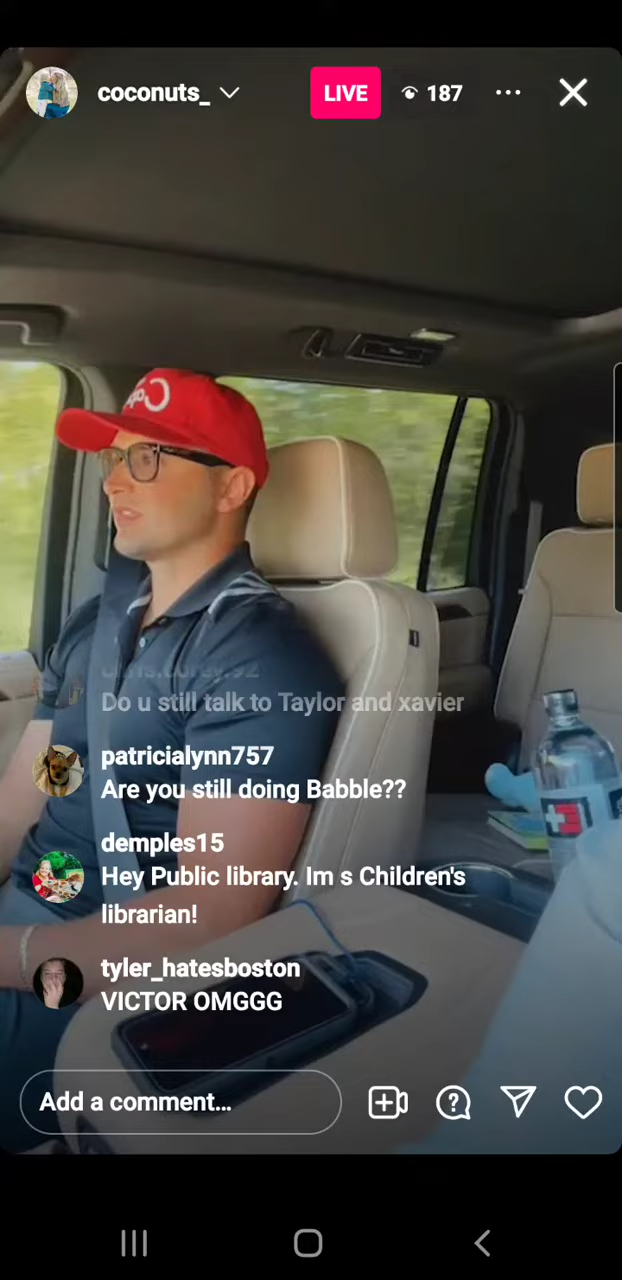 coconuts_
LIVE
187
Do u still talk to Taylor and xavier
patricialynn757
Are you still doing Babble??
demples15
Hey Public library. Im s Children's
librarian!
tyler_hatesboston
VICTOR OMGGG
Add a comment...